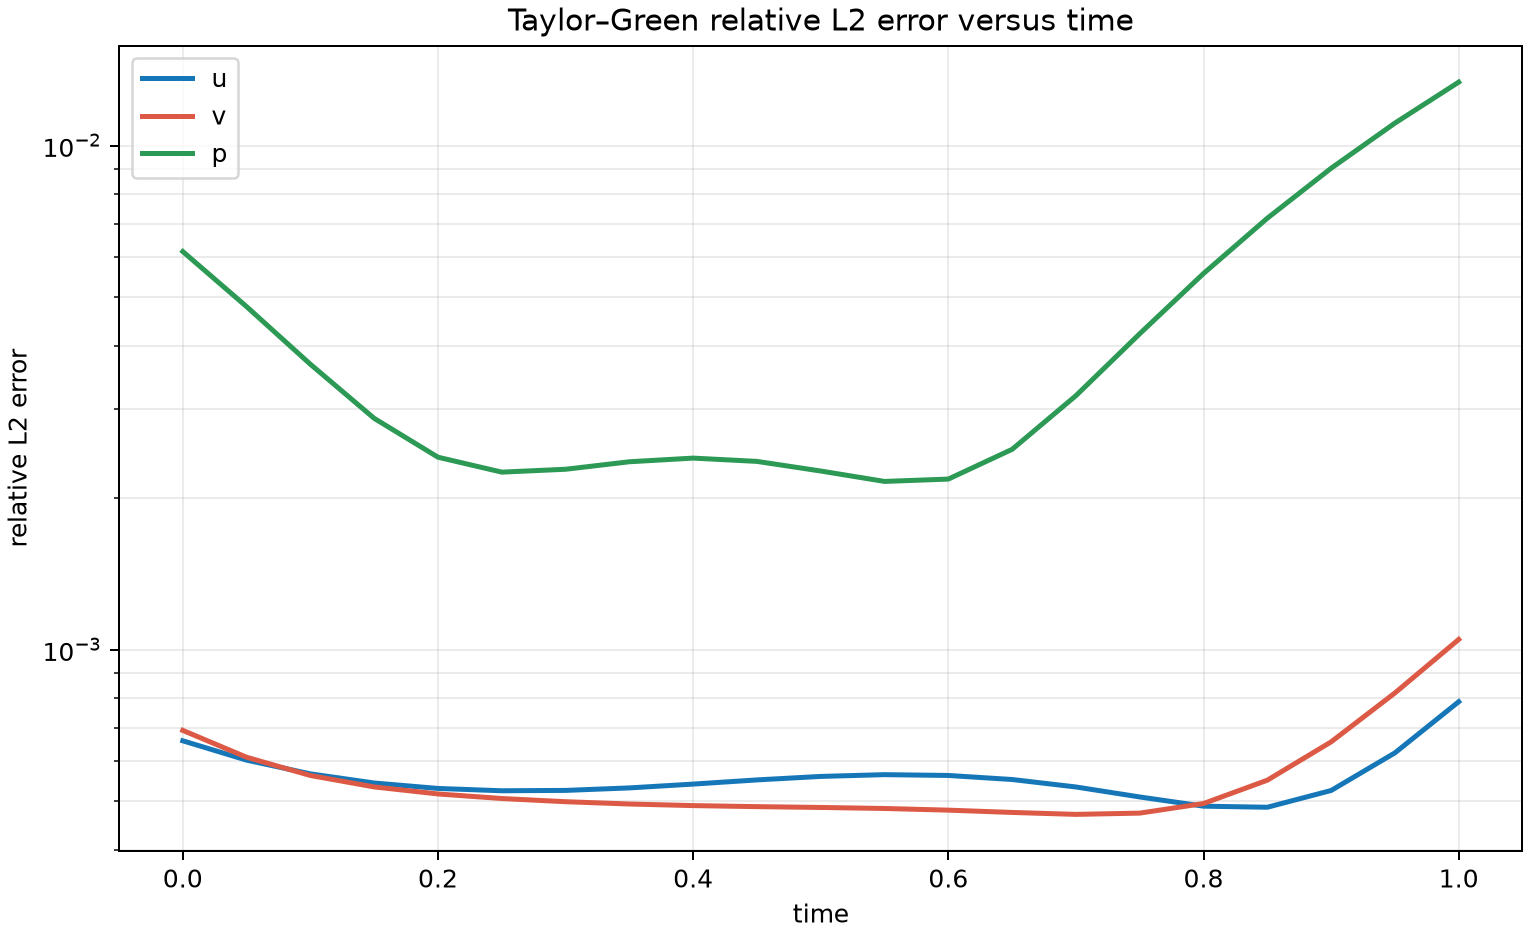 Taylor–Green relative L2 error versus time
u
v
p
10⁻²
10⁻³
relative L2 error
0.0 0.2 0.4 0.6 0.8 1.0
time